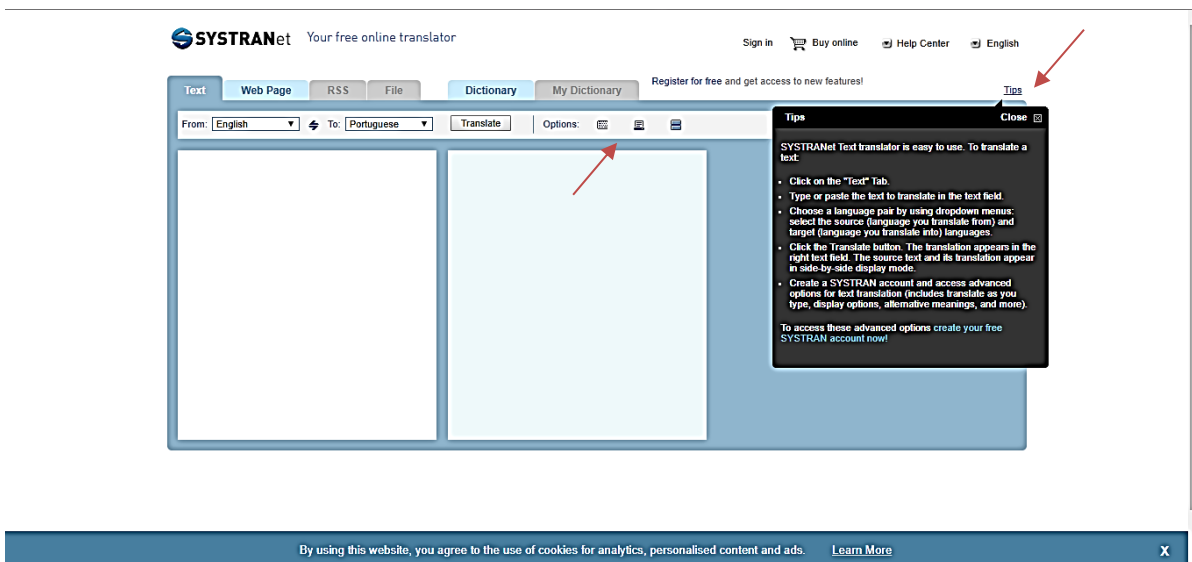 SYSTRANet Your free online translator
Sign in Buy online Help Center English
Text Web Page RSS File Dictionary My Dictionary Register for free and get access to new features! Tips
From: English To: Portuguese Translate Options:
Tips Close
SYSTRANet Text translator is easy to use. To translate a
text:
Click on the "Text" Tab.
Type or paste the text to translate in the text field.
Choose a language pair by using dropdown menus:
select the source (language you translate from) and
target (language you translate into) languages.
Click the Translate button. The translation appears in the
right text field. The source text and its translation appear
in side-by-side display mode.
Create a SYSTRAN account and access advanced
options for text translation (includes translate as you
type, display options, alternative meanings, and more).
To access these advanced options create your free
SYSTRAN account now!
By using this website, you agree to the use of cookies for analytics, personalised content and ads. Learn More X